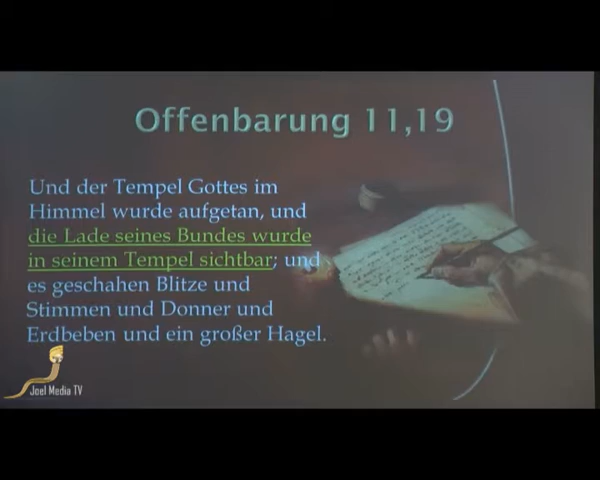 Offenbarung 11,19
Und der Tempel Gottes im
Himmel wurde aufgetan, und
die Lade seines Bundes wurde
in seinem Tempel sichtbar; und
es geschahen Blitze und
Stimmen und Donner und
Erdbeben und ein großer Hagel.
Joel Media TV